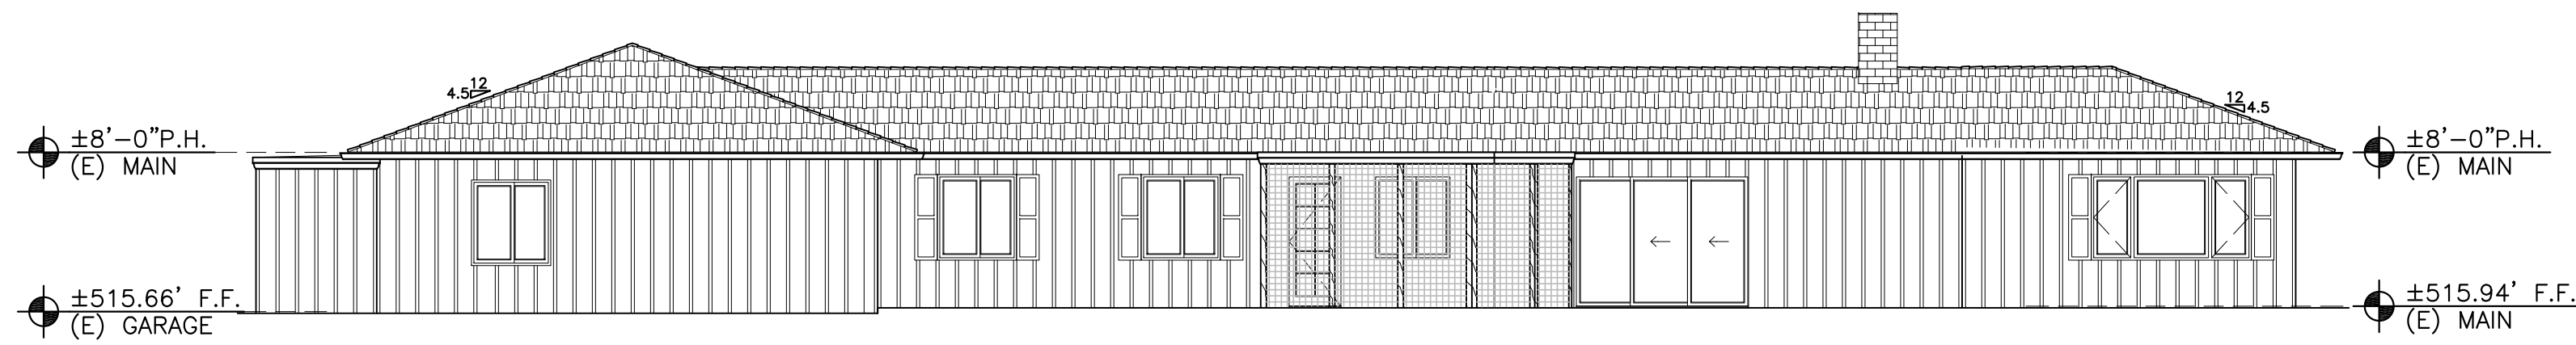 12
4.5
12
4.5
±8'-0"P.H.
(E) MAIN
±8'-0"P.H.
(E) MAIN
±515.66' F.F.
(E) GARAGE
±515.94' F.F.
(E) MAIN